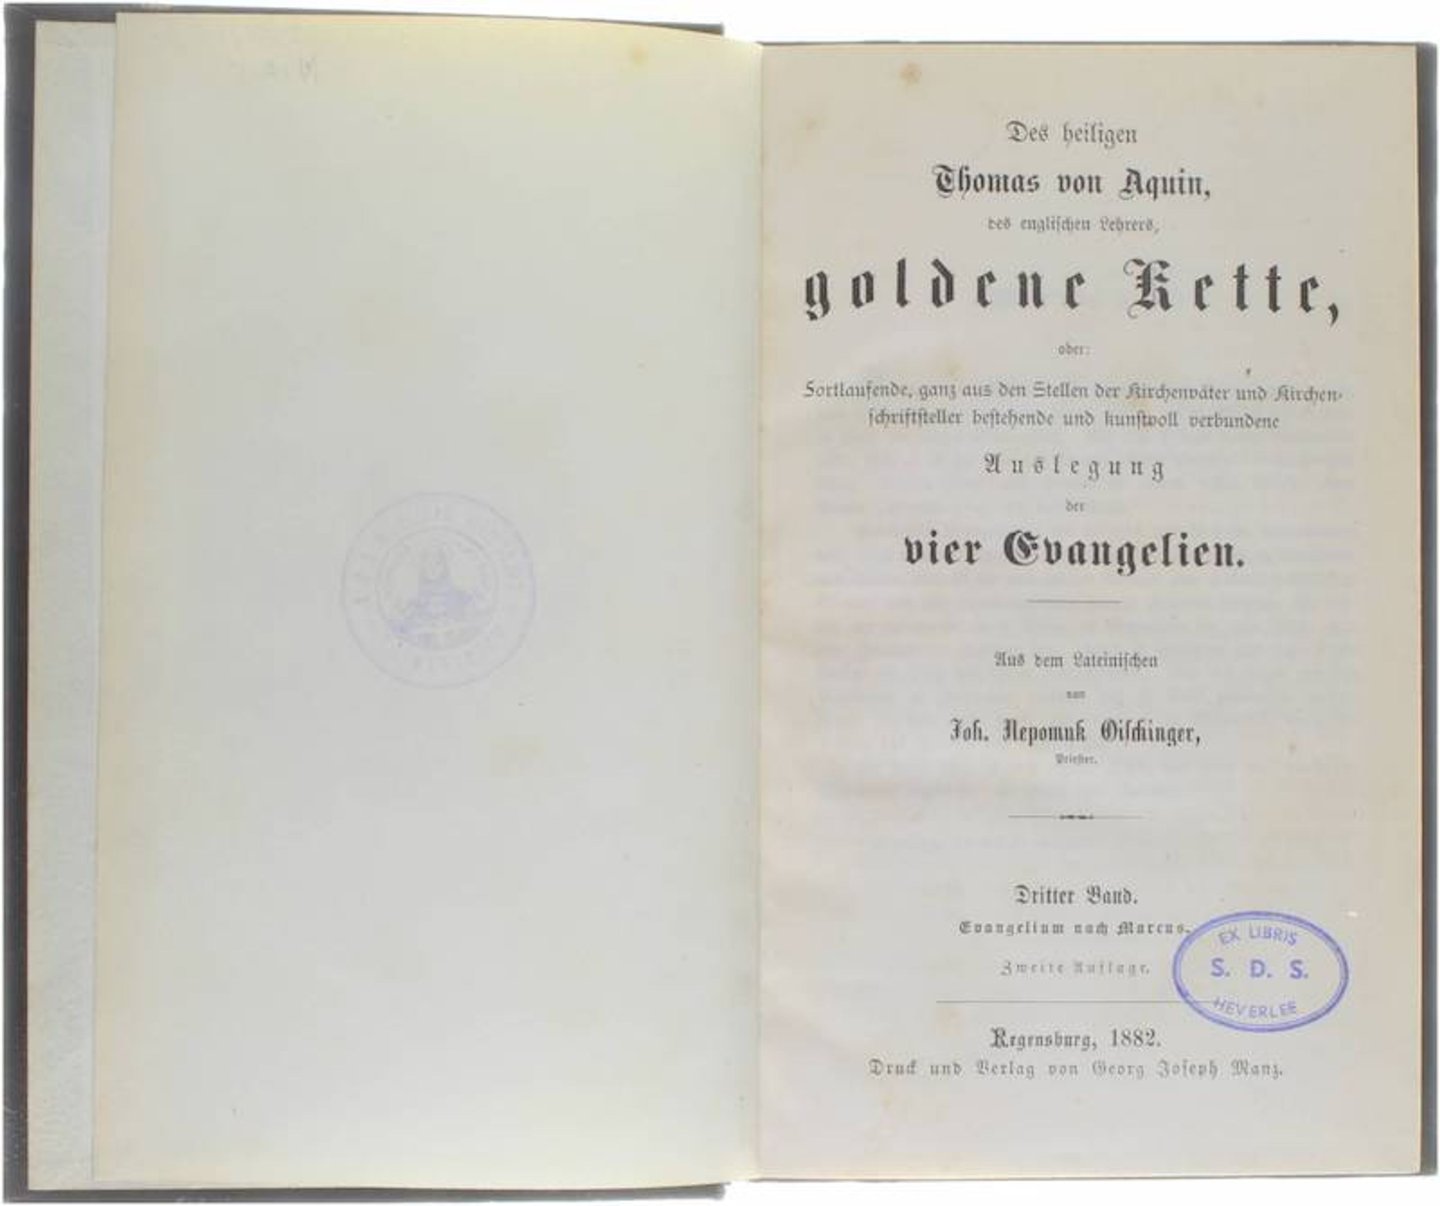 Des heiligen
Thomas von Aquin,
des englischen Lehrers,
goldene Kette,
oder:
Fortlaufende, ganz aus den Stellen der Kirchenväter und Kirchen-
schriftsteller bestehende und kunstvoll verbundene
Auslegung
der
vier Evangelien.
Aus dem Lateinischen
von
Joh. Nepomuk Oischinger,
Priester.
Dritter Band.
Evangelium nach Marcus.
Zweite Auflage.
EX LIBRIS
S. D. S.
HEVERLEE
Regensburg, 1882.
Druck und Verlag von Georg Joseph Manz.